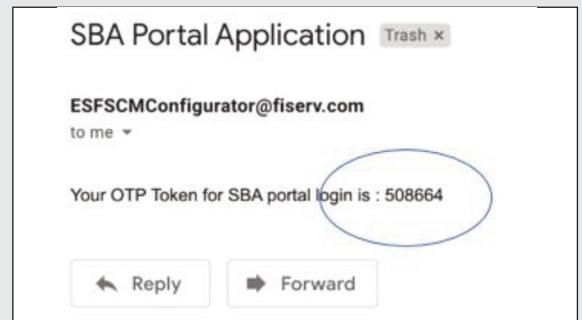 SBA Portal Application Trash ×
ESFSCMConfigurator@fiserv.com
to me
Your OTP Token for SBA portal login is : 508664
Reply Forward